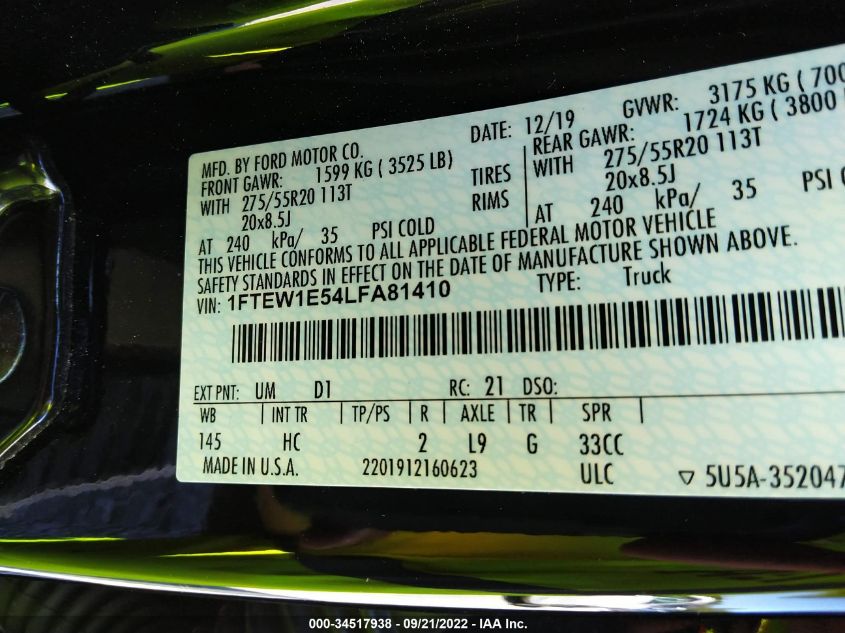 MFD. BY FORD MOTOR CO.
DATE: 12/19
GVWR: 3175 KG ( 700
FRONT GAWR: 1599 KG ( 3525 LB)
REAR GAWR: 1724 KG ( 3800
WITH 275/55R20 113T
TIRES
WITH 275/55R20 113T
20x8.5J
RIMS
20x8.5J
AT 240 kPa/ 35 PSI COLD
AT 240 kPa/ 35 PSI
THIS VEHICLE CONFORMS TO ALL APPLICABLE FEDERAL MOTOR VEHICLE
SAFETY STANDARDS IN EFFECT ON THE DATE OF MANUFACTURE SHOWN ABOVE.
VIN: 1FTEW1E54LFA81410
TYPE: Truck
EXT PNT: UM D1 RC: 21 DSO:
WB INT TR TP/PS R AXLE TR SPR
145 HC 2 L9 G 33CC
MADE IN U.S.A. 2201912160623 ULC ▽ 5U5A-352047
000-34517938 - 09/21/2022 - IAA Inc.